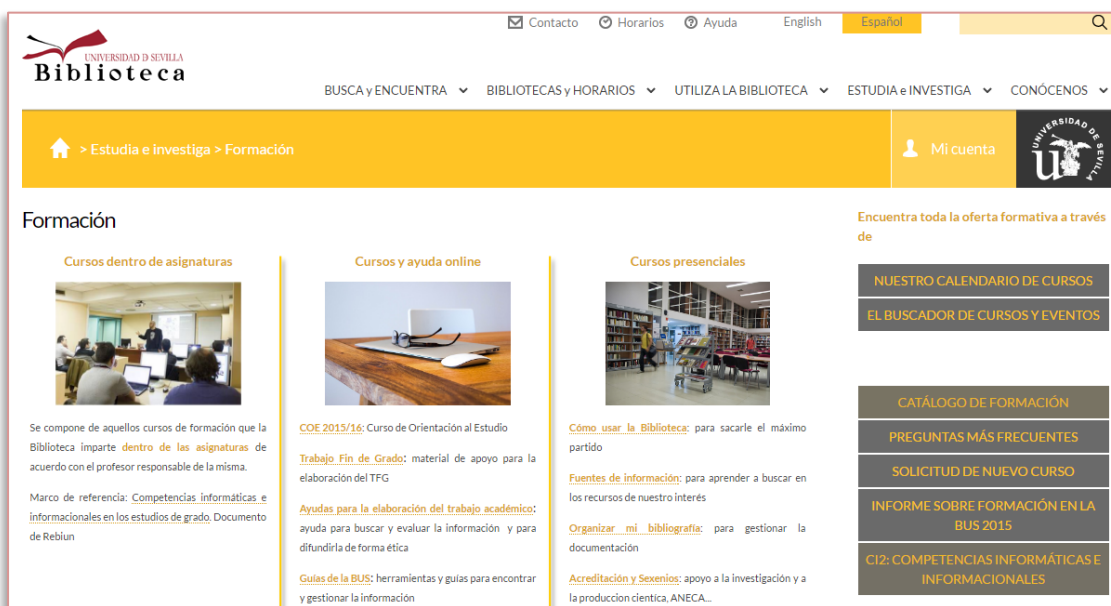 Contacto Horarios Ayuda English Español
UNIVERSIDAD D SEVILLA
Biblioteca
BUSCA y ENCUENTRA BIBLIOTECAS y HORARIOS UTILIZA LA BIBLIOTECA ESTUDIA e INVESTIGA CONÓCENOS
> Estudia e investiga > Formación
Mi cuenta
UNIVERSIDAD DE SEVILLA
Formación
Cursos dentro de asignaturas
Se compone de aquellos cursos de formación que la
Biblioteca imparte dentro de las asignaturas de
acuerdo con el profesor responsable de la misma.
Marco de referencia: Competencias informáticas e
informacionales en los estudios de grado. Documento
de Rebiun
Cursos y ayuda online
COE 2015/16: Curso de Orientación al Estudio
Trabajo Fin de Grado: material de apoyo para la
elaboración del TFG
Ayudas para la elaboración del trabajo académico:
ayuda para buscar y evaluar la información y para
difundirla de forma ética
Guías de la BUS: herramientas y guías para encontrar
y gestionar la información
Cursos presenciales
Cómo usar la Biblioteca: para sacarle el máximo
partido
Fuentes de información: para aprender a buscar en
los recursos de nuestro interés
Organizar mi bibliografía: para gestionar la
documentación
Acreditación y Sexenios: apoyo a la investigación y a
la produccion cientíca, ANECA...
Encuentra toda la oferta formativa a través
de
NUESTRO CALENDARIO DE CURSOS
EL BUSCADOR DE CURSOS Y EVENTOS
CATÁLOGO DE FORMACIÓN
PREGUNTAS MÁS FRECUENTES
SOLICITUD DE NUEVO CURSO
INFORME SOBRE FORMACIÓN EN LA
BUS 2015
CI2: COMPETENCIAS INFORMÁTICAS E
INFORMACIONALES